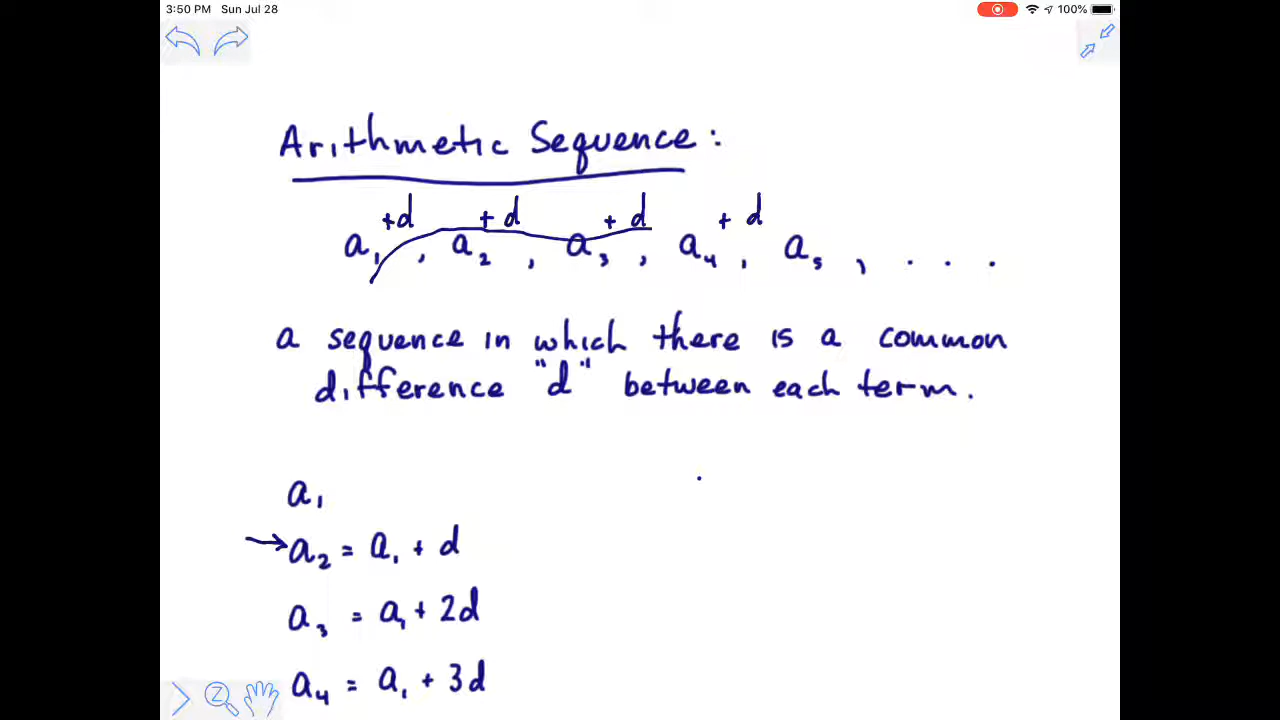 3:50 PM Sun Jul 28 100%
Arithmetic Sequence:
+d +d +d +d
a₁, a₂, a₃, a₄, a₅, . . .
a sequence in which there is a common
difference "d" between each term.
a₁
→a₂ = a₁ + d
a₃ = a₁ + 2d
a₄ = a₁ + 3d
Z